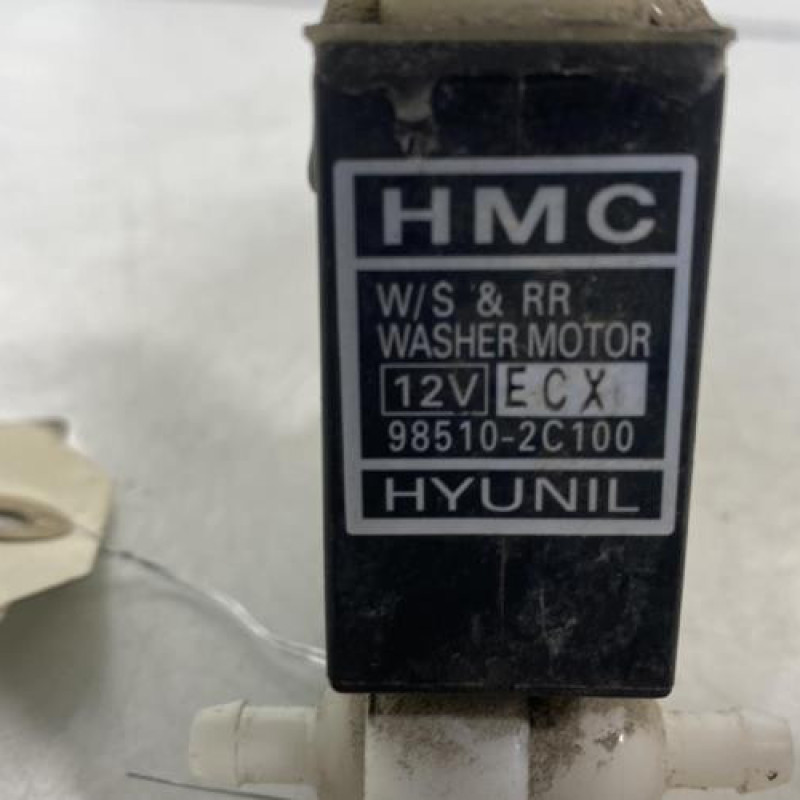 HMC
W/S & RR
WASHER MOTOR
12V ECX
98510-2C100
HYUNIL